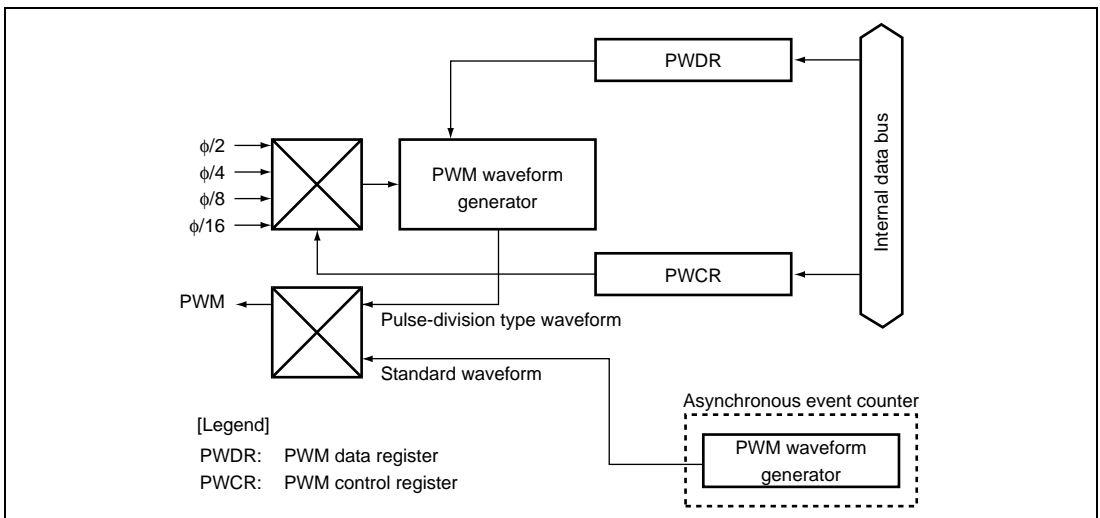 PWDR
Internal data bus
ϕ/2
ϕ/4
ϕ/8
ϕ/16
PWM waveform
generator
PWCR
PWM
Pulse-division type waveform
Standard waveform
Asynchronous event counter
PWM waveform
generator
[Legend]
PWDR: PWM data register
PWCR: PWM control register